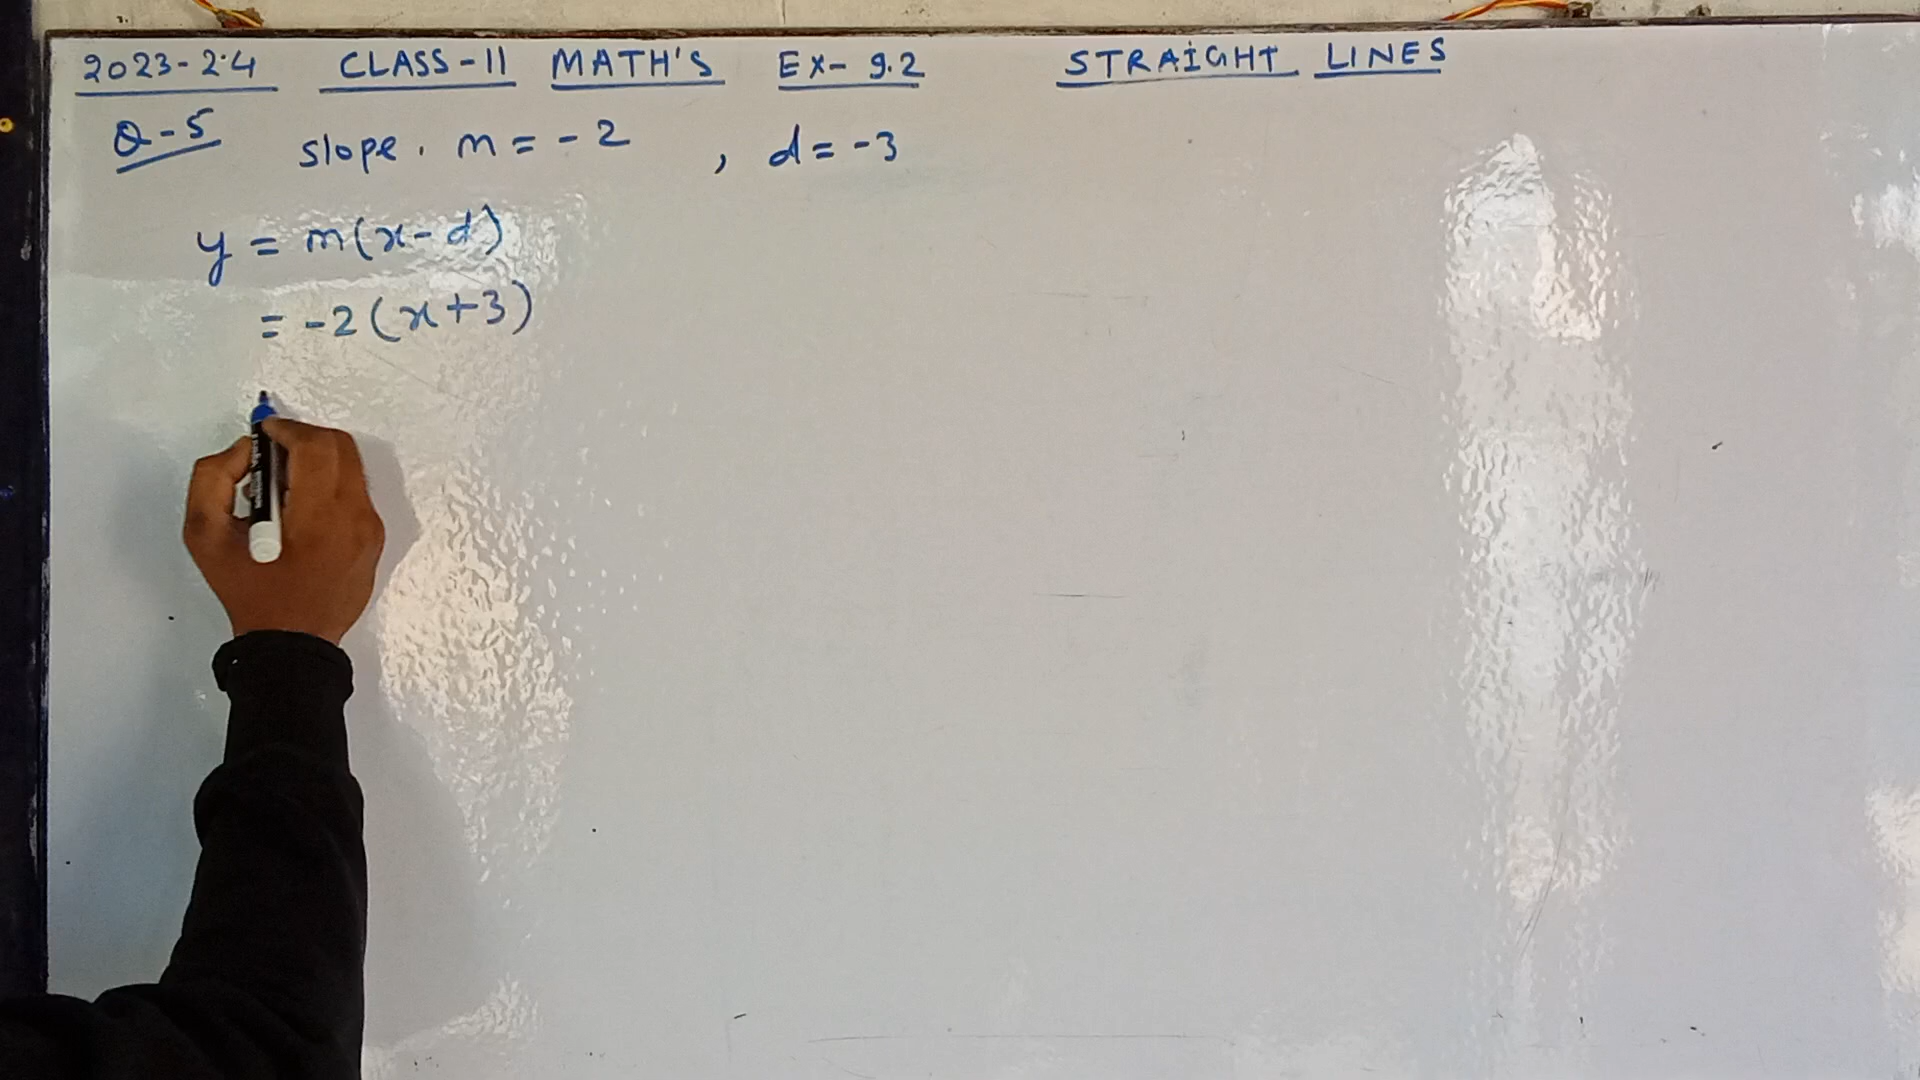 2023-24 CLASS-11 MATH'S EX-9.2 STRAIGHT LINES
Q-5 slope. m = -2 , d = -3
y = m(x-d)
= -2(x+3)